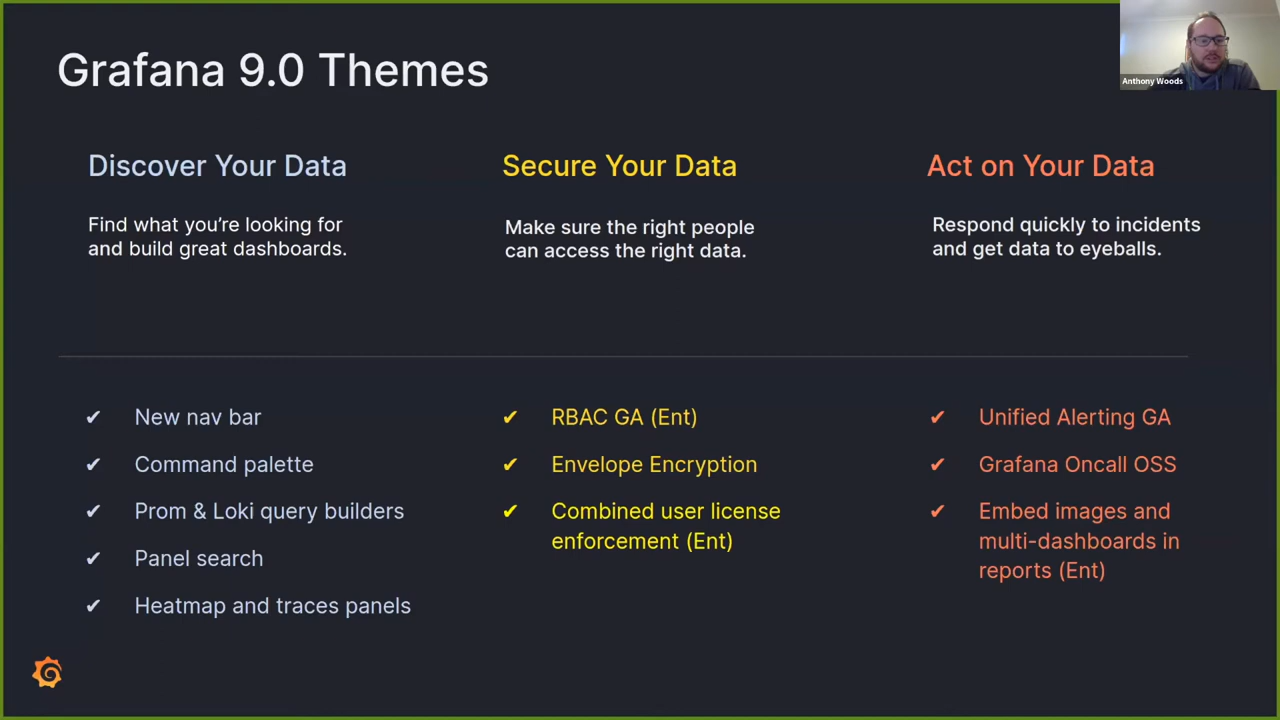 Grafana 9.0 Themes
Anthony Woods
Discover Your Data
Find what you're looking for
and build great dashboards.
Secure Your Data
Make sure the right people
can access the right data.
Act on Your Data
Respond quickly to incidents
and get data to eyeballs.
✔ New nav bar
✔ Command palette
✔ Prom & Loki query builders
✔ Panel search
✔ Heatmap and traces panels
✔ RBAC GA (Ent)
✔ Envelope Encryption
✔ Combined user license
enforcement (Ent)
✔ Unified Alerting GA
✔ Grafana Oncall OSS
✔ Embed images and
multi-dashboards in
reports (Ent)